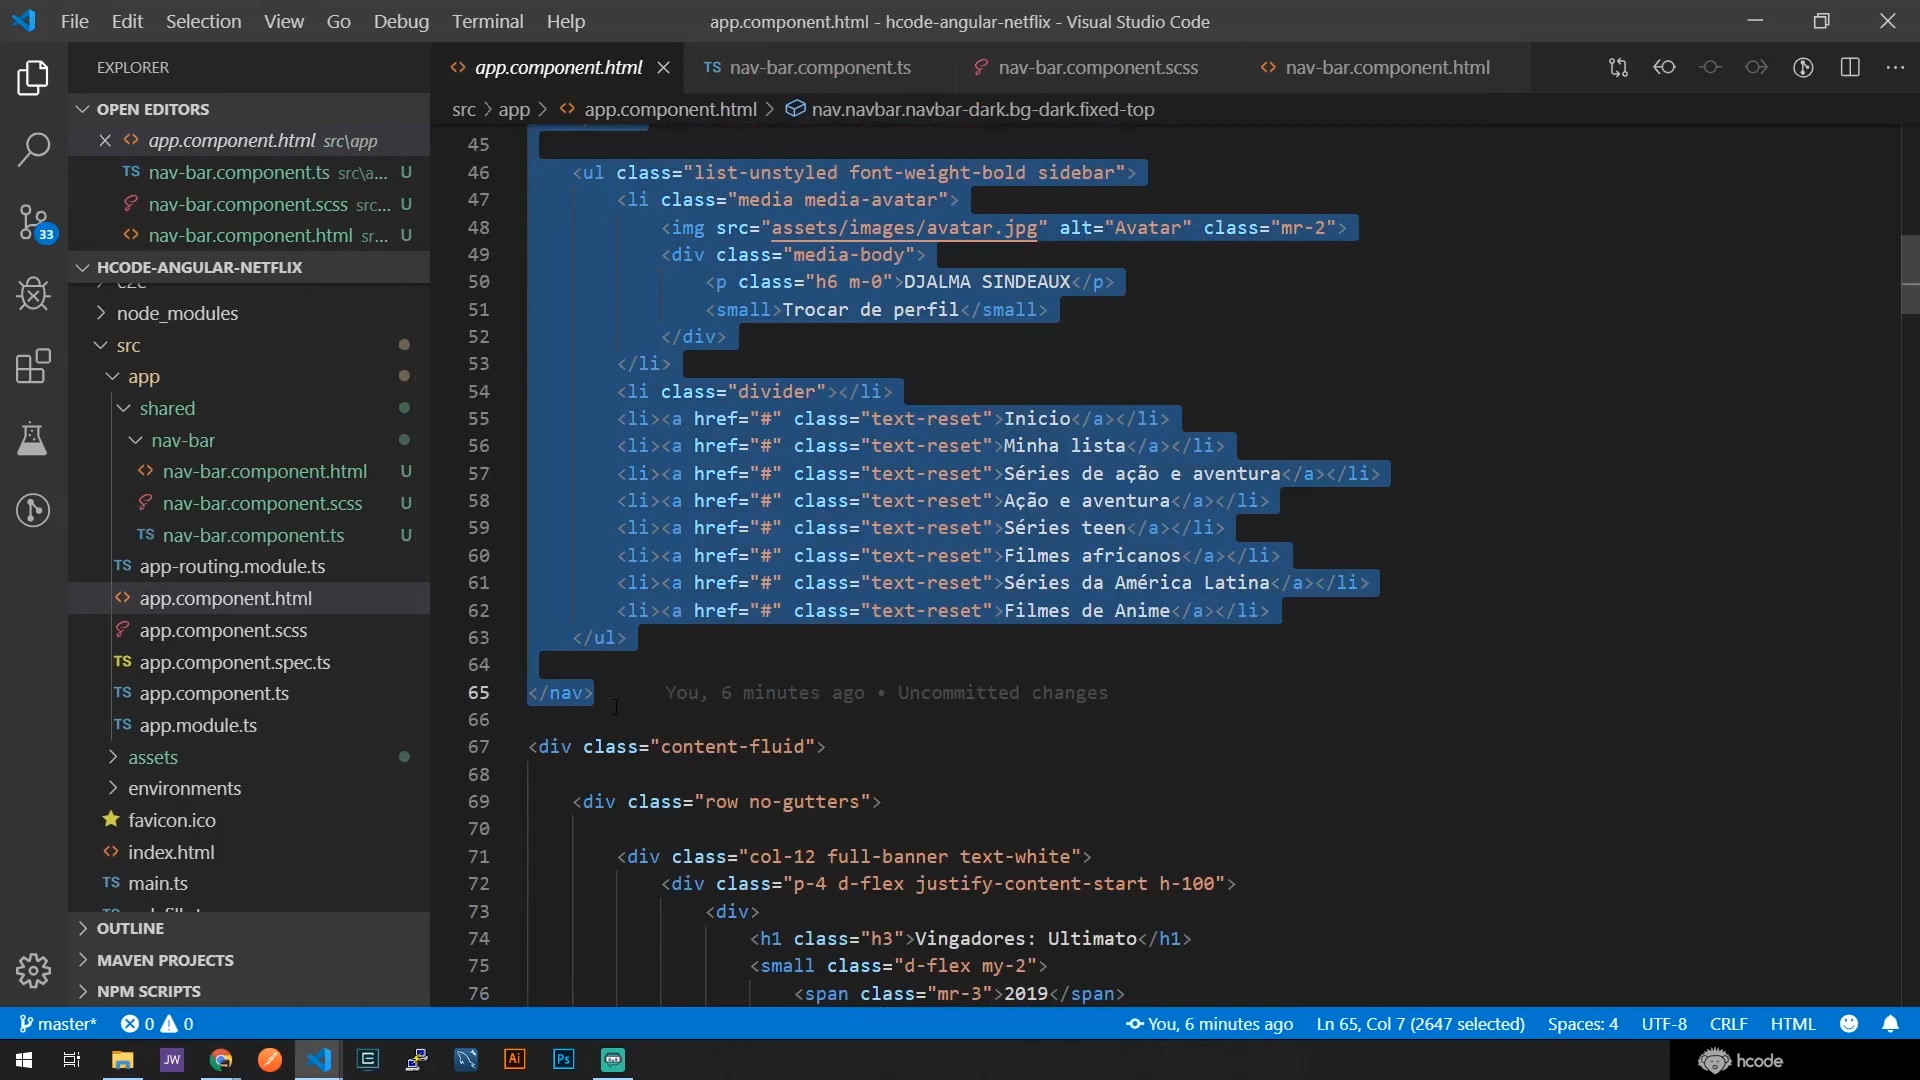 File Edit Selection View Go Debug Terminal Help
app.component.html - hcode-angular-netflix - Visual Studio Code
EXPLORER
OPEN EDITORS
app.component.html src\app
TS nav-bar.component.ts src\a... U
nav-bar.component.scss src... U
nav-bar.component.html sr... U
33
HCODE-ANGULAR-NETFLIX
node_modules
src
app
shared
nav-bar
nav-bar.component.html U
nav-bar.component.scss U
TS nav-bar.component.ts U
TS app-routing.module.ts
app.component.html
app.component.scss
TS app.component.spec.ts
TS app.component.ts
TS app.module.ts
assets
environments
favicon.ico
index.html
TS main.ts
OUTLINE
MAVEN PROJECTS
NPM SCRIPTS
app.component.html
TS nav-bar.component.ts
nav-bar.component.scss
nav-bar.component.html
src > app > app.component.html > nav.navbar.navbar-dark.bg-dark.fixed-top
45
46 <ul class="list-unstyled font-weight-bold sidebar">
47 <li class="media media-avatar">
48 <img src="assets/images/avatar.jpg" alt="Avatar" class="mr-2">
49 <div class="media-body">
50 <p class="h6 m-0">DJALMA SINDEAUX</p>
51 <small>Trocar de perfil</small>
52 </div>
53 </li>
54 <li class="divider"></li>
55 <li><a href="#" class="text-reset">Inicio</a></li>
56 <li><a href="#" class="text-reset">Minha lista</a></li>
57 <li><a href="#" class="text-reset">Séries de ação e aventura</a></li>
58 <li><a href="#" class="text-reset">Ação e aventura</a></li>
59 <li><a href="#" class="text-reset">Séries teen</a></li>
60 <li><a href="#" class="text-reset">Filmes africanos</a></li>
61 <li><a href="#" class="text-reset">Séries da América Latina</a></li>
62 <li><a href="#" class="text-reset">Filmes de Anime</a></li>
63 </ul>
64
65 </nav> You, 6 minutes ago • Uncommitted changes
66
67 <div class="content-fluid">
68
69 <div class="row no-gutters">
70
71 <div class="col-12 full-banner text-white">
72 <div class="p-4 d-flex justify-content-start h-100">
73 <div>
74 <h1 class="h3">Vingadores: Ultimato</h1>
75 <small class="d-flex my-2">
76 <span class="mr-3">2019</span>
master* 0 0
You, 6 minutes ago Ln 65, Col 7 (2647 selected) Spaces: 4 UTF-8 CRLF HTML
JW Ai Ps
hcode